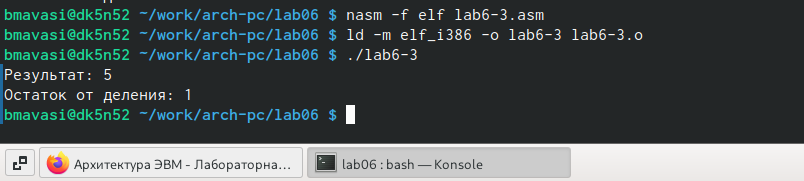 bmavasi@dk5n52 ~/work/arch-pc/lab06 $ nasm -f elf lab6-3.asm
bmavasi@dk5n52 ~/work/arch-pc/lab06 $ ld -m elf_i386 -o lab6-3 lab6-3.o
bmavasi@dk5n52 ~/work/arch-pc/lab06 $ ./lab6-3
Результат: 5
Остаток от деления: 1
bmavasi@dk5n52 ~/work/arch-pc/lab06 $
Архитектура ЭВМ - Лабораторна… lab06 : bash — Konsole